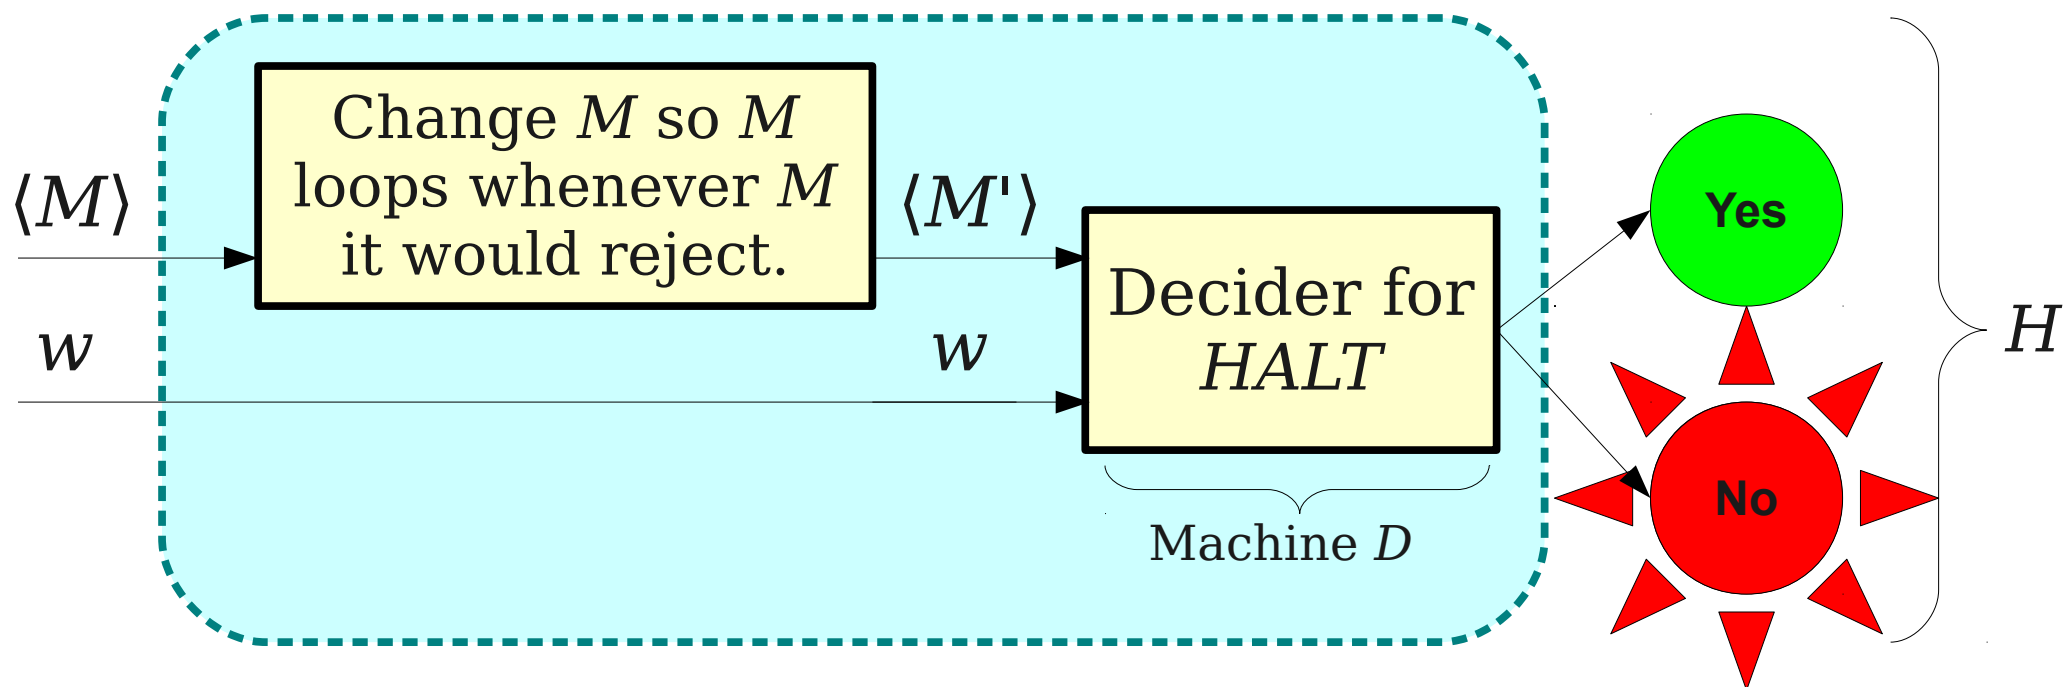 Change M so M
loops whenever M
it would reject.
⟨M⟩
⟨M'⟩
w
w
Decider for
HALT
Machine D
Yes
No
H